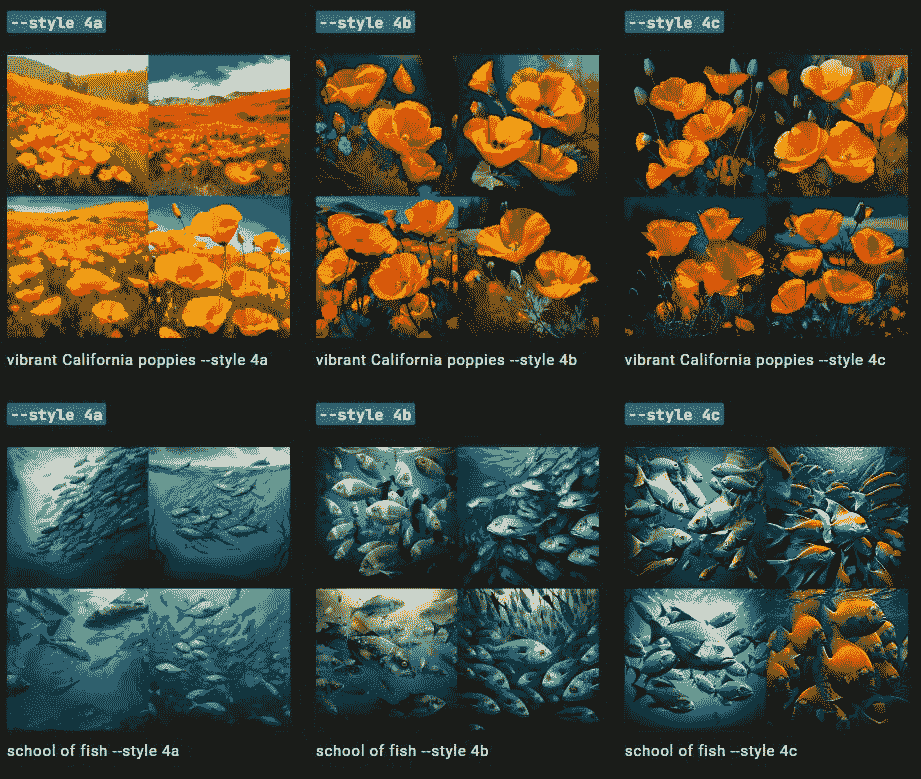 --style 4a
--style 4b
--style 4c
vibrant California poppies --style 4a
vibrant California poppies --style 4b
vibrant California poppies --style 4c
--style 4a
--style 4b
--style 4c
school of fish --style 4a
school of fish --style 4b
school of fish --style 4c